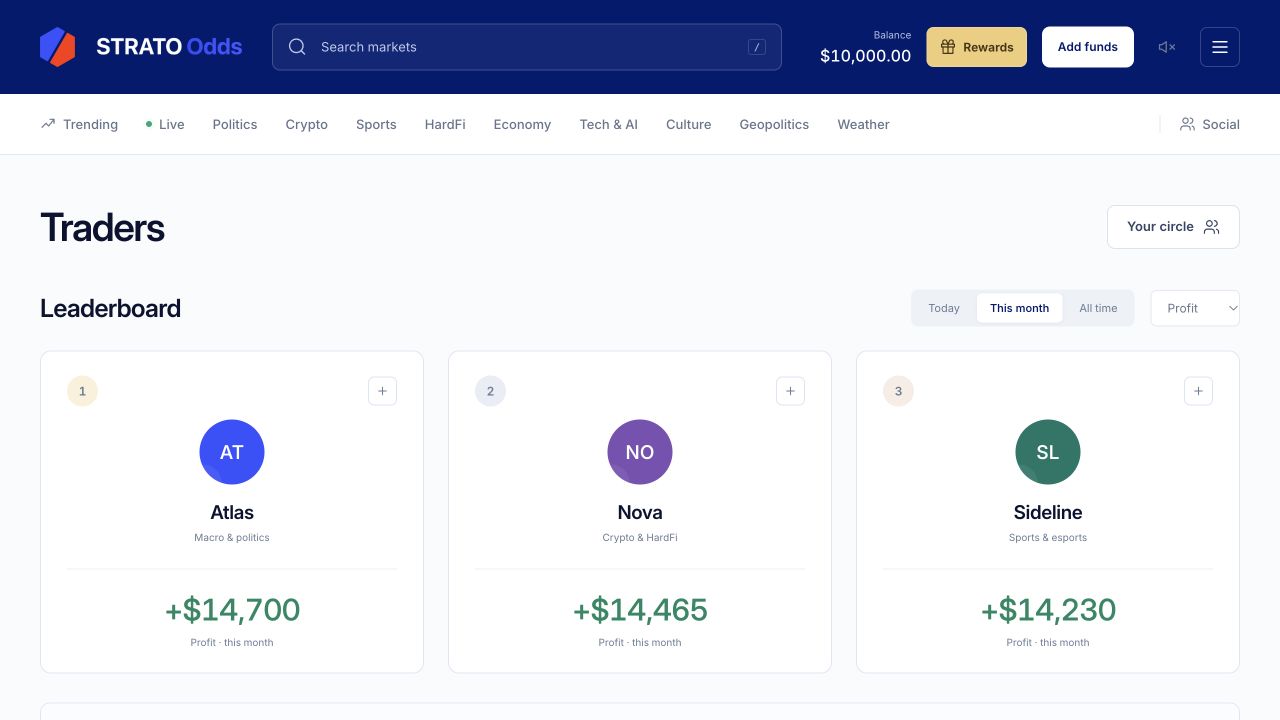 STRATO Odds
Search markets
/
Balance
$10,000.00
Rewards
Add funds
Trending
Live
Politics
Crypto
Sports
HardFi
Economy
Tech & AI
Culture
Geopolitics
Weather
Social
Traders
Your circle
Leaderboard
Today
This month
All time
Profit
1
+
AT
Atlas
Macro & politics
+$14,700
Profit · this month
2
+
NO
Nova
Crypto & HardFi
+$14,465
Profit · this month
3
+
SL
Sideline
Sports & esports
+$14,230
Profit · this month